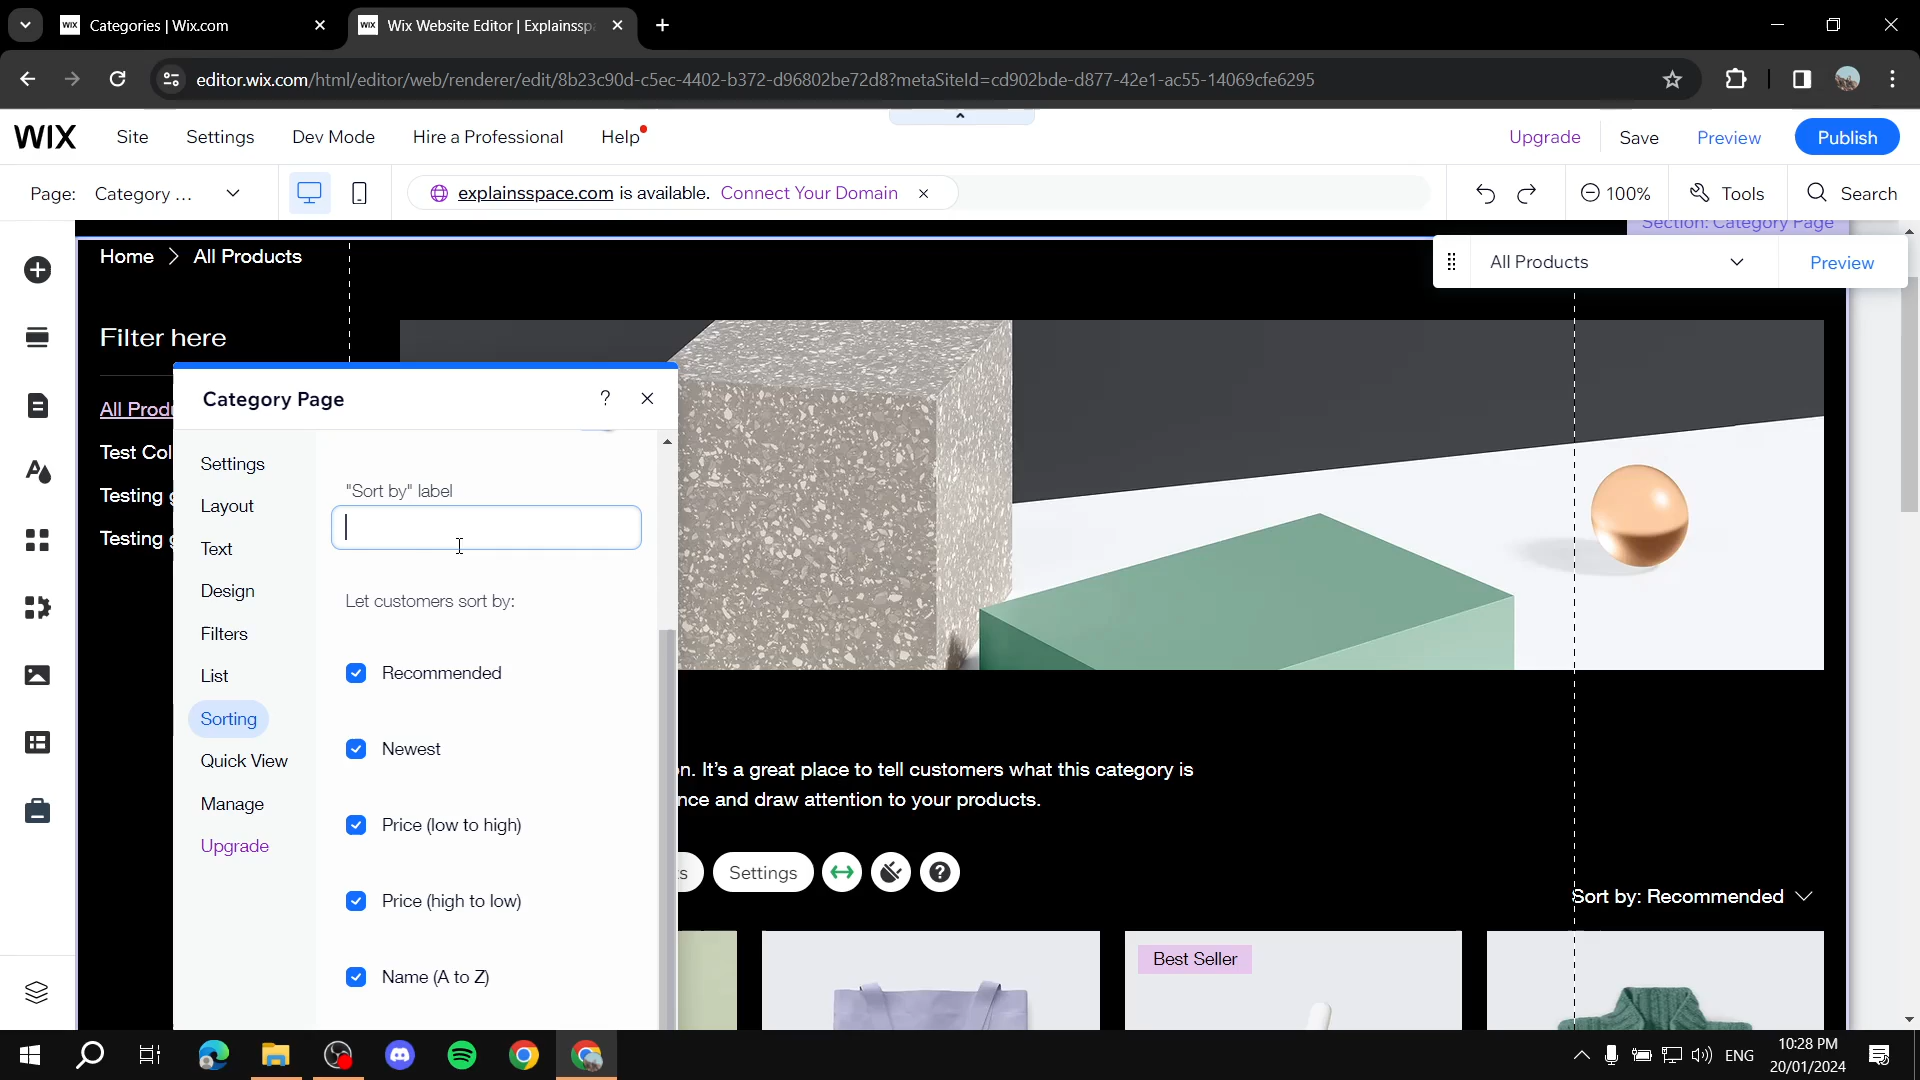 WIX Categories | Wix.com
WIX Wix Website Editor | Explainssp
editor.wix.com/html/editor/web/renderer/edit/8b23c90d-c5ec-4402-b372-d96802be72d8?metaSiteId=cd902bde-d877-42e1-ac55-14069cfe6295
WIX Site Settings Dev Mode Hire a Professional Help Upgrade Save Preview Publish
Page: Category ... explainsspace.com is available. Connect Your Domain 100% Tools Search
Section: Category Page
Home > All Products
All Products Preview
Filter here
All Produ
Test Col
Testing
Testing
Category Page ?
Settings
Layout
Text
Design
Filters
List
Sorting
Quick View
Manage
Upgrade
"Sort by" label
Let customers sort by:
Recommended
Newest
Price (low to high)
Price (high to low)
Name (A to Z)
on. It's a great place to tell customers what this category is
nce and draw attention to your products.
s Settings ?
Sort by: Recommended
Best Seller
ENG
10:28 PM
20/01/2024